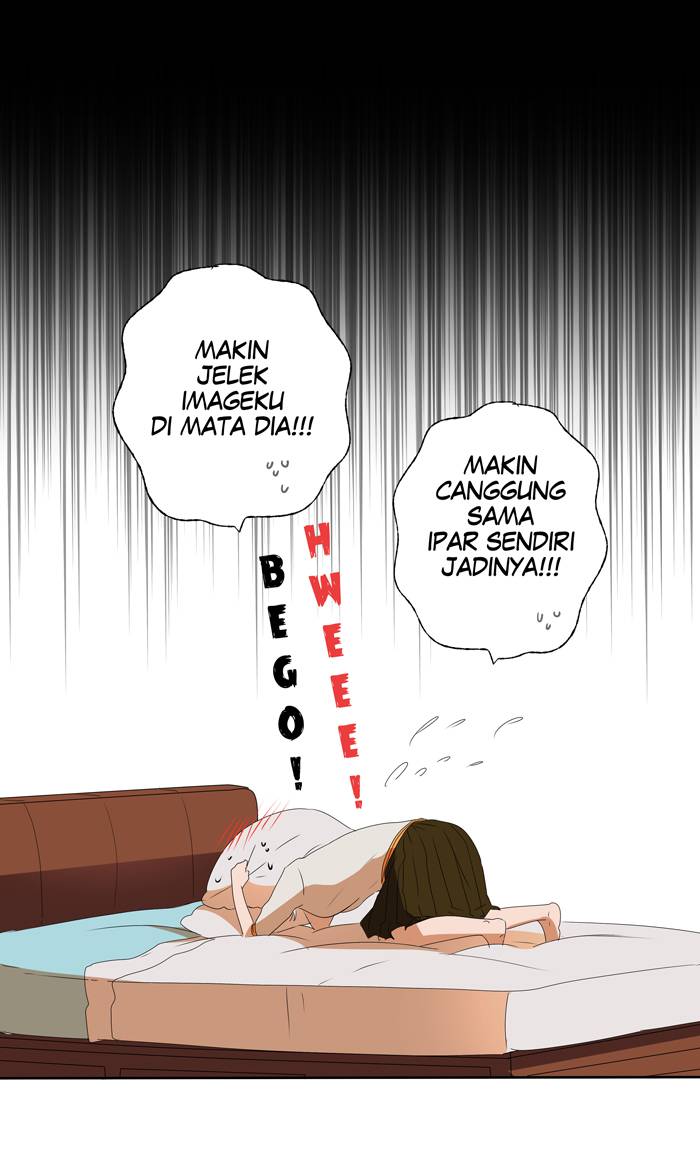 MAKIN
JELEK
IMAGEKU
DI MATA DIA!!!
MAKIN
CANGGUNG
SAMA
IPAR SENDIRI
JADINYA!!!
BEGO!
HWEEE!